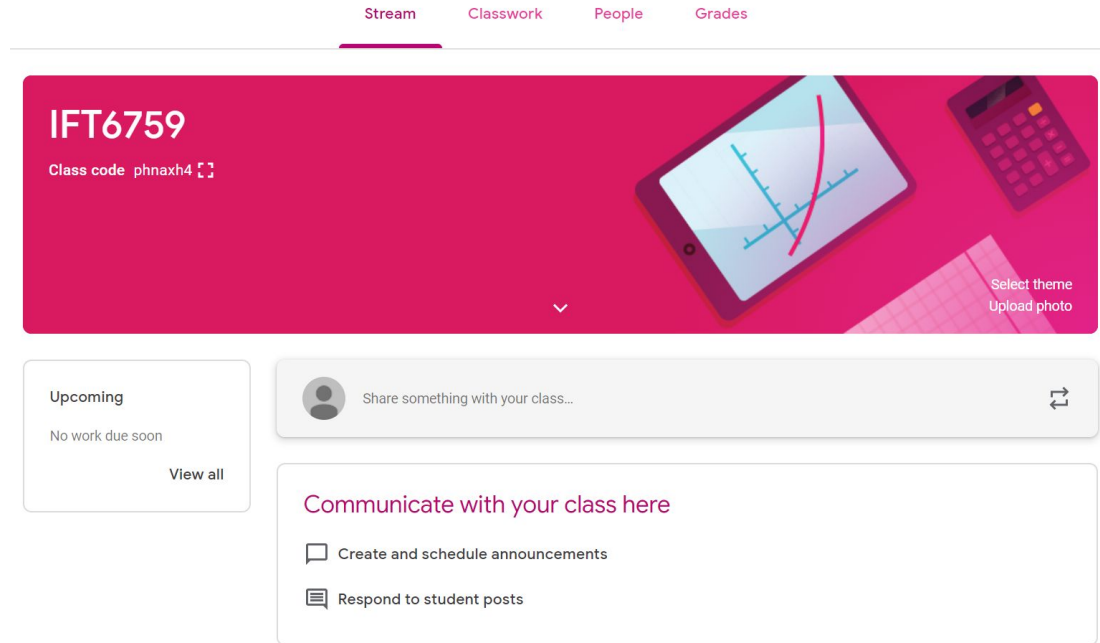 Stream Classwork People Grades
IFT6759
Class code phnaxh4
Select theme
Upload photo
Upcoming
No work due soon
View all
Share something with your class...
Communicate with your class here
Create and schedule announcements
Respond to student posts